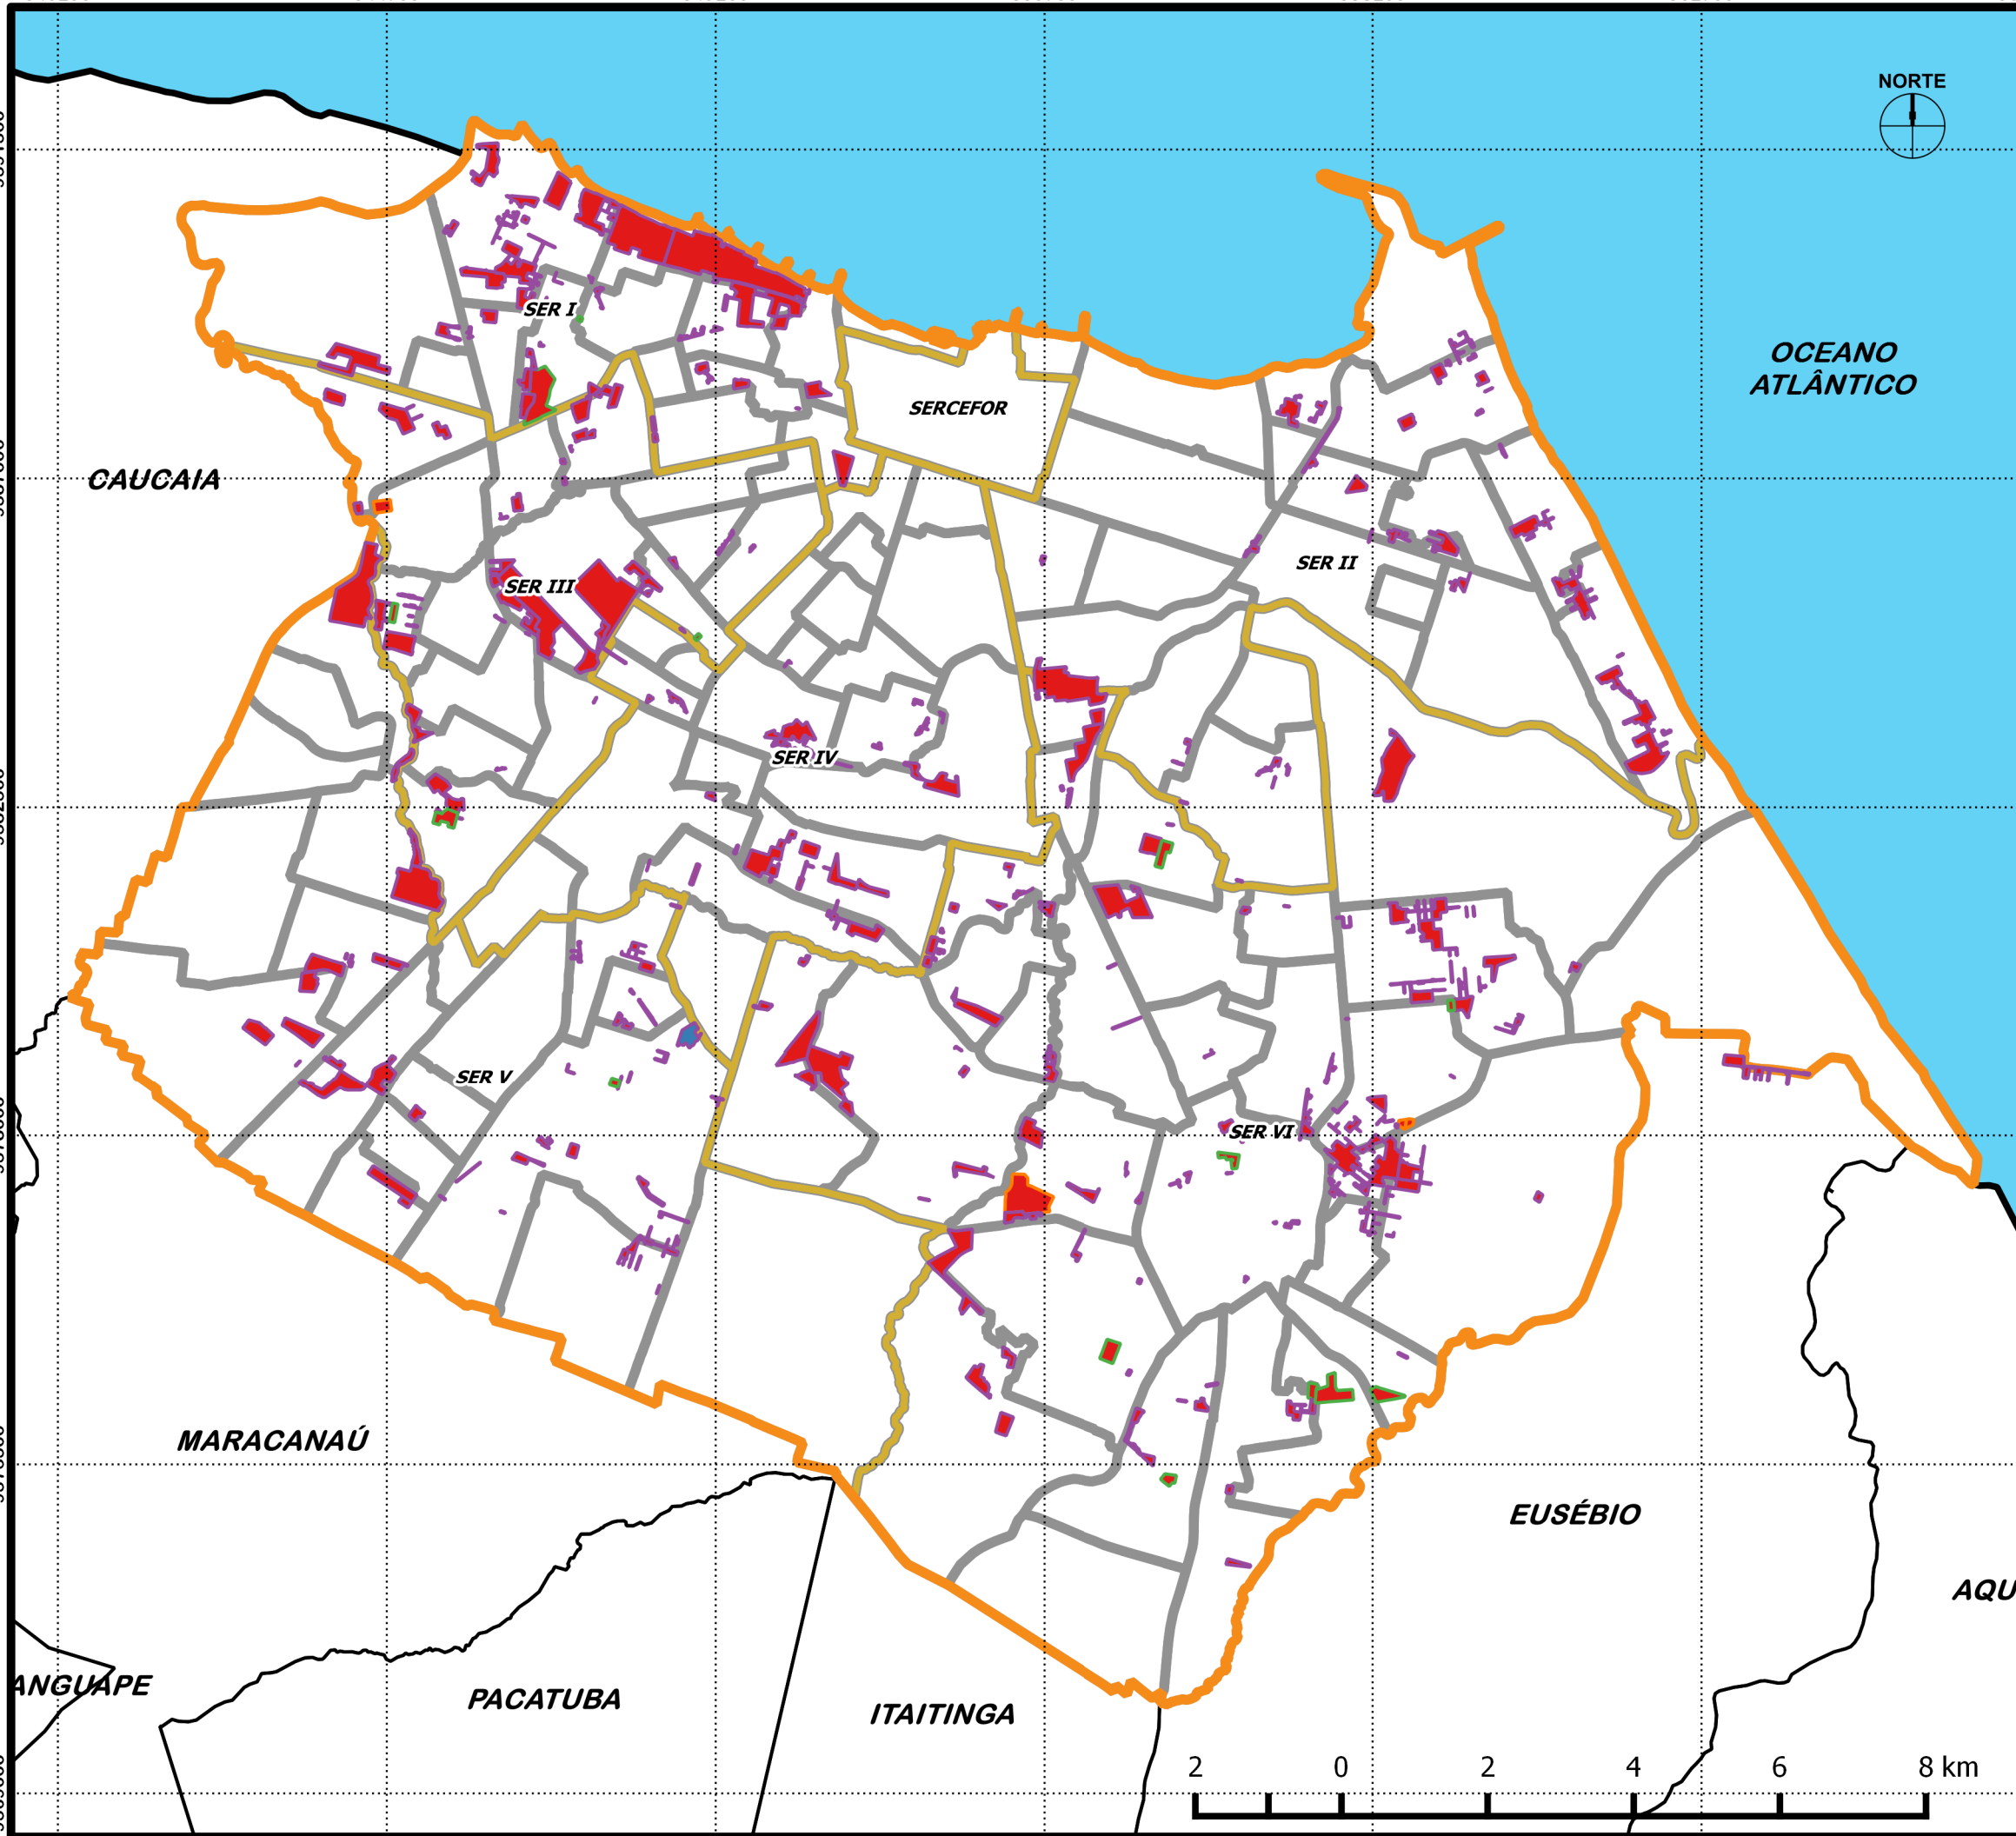 NORTE
OCEANO
ATLÂNTICO
SER I
SERCEFOR
CAUCAIA
SER II
SER III
SER IV
SER V
SER VI
MARACANAÚ
EUSÉBIO
AQU
ANGUAPE
PACATUBA
ITAITINGA
2 0 2 4 6 8 km